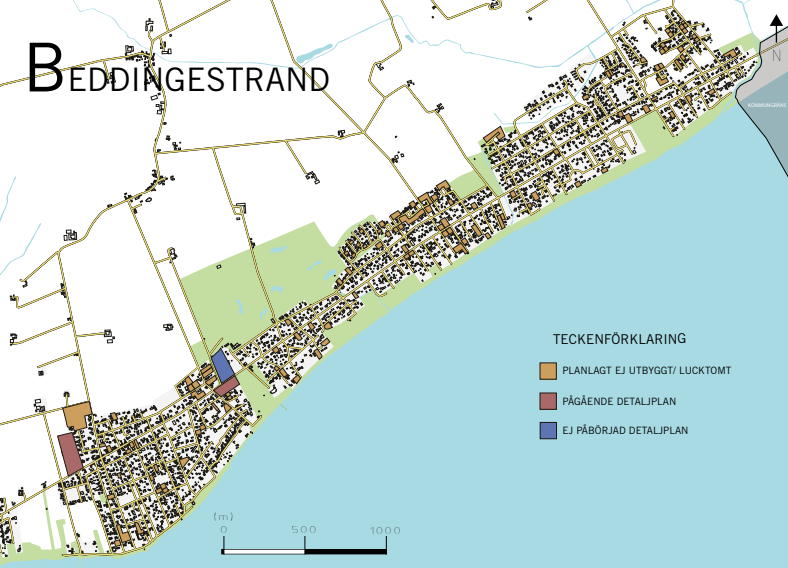 BEDDINGESTRAND
N
KOMMUNGRÄNS
TECKENFÖRKLARING
PLANLAGT EJ UTBYGGT/ LUCKTOMT
PÅGÅENDE DETALJPLAN
EJ PÅBÖRJAD DETALJPLAN
(m)
0 500 1000